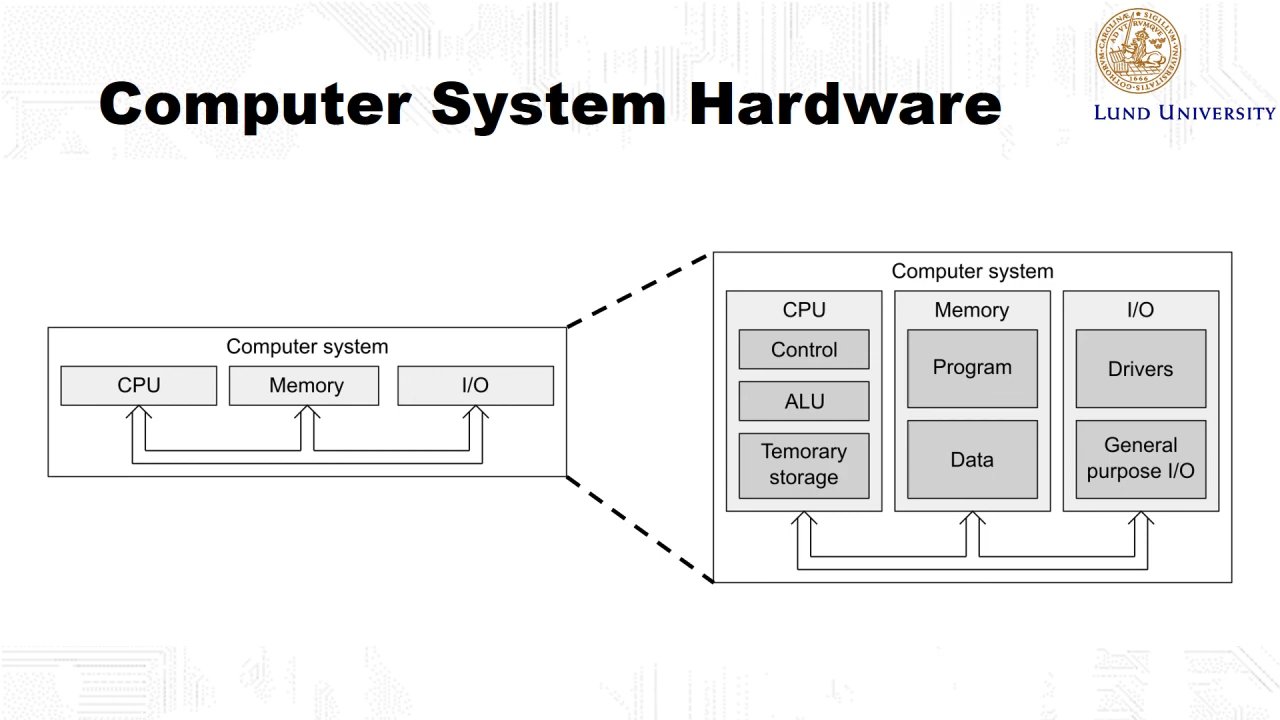 Computer System Hardware
LUND UNIVERSITY
Computer system
CPU
Memory
I/O
Computer system
CPU
Control
ALU
Temorary
storage
Memory
Program
Data
I/O
Drivers
General
purpose I/O